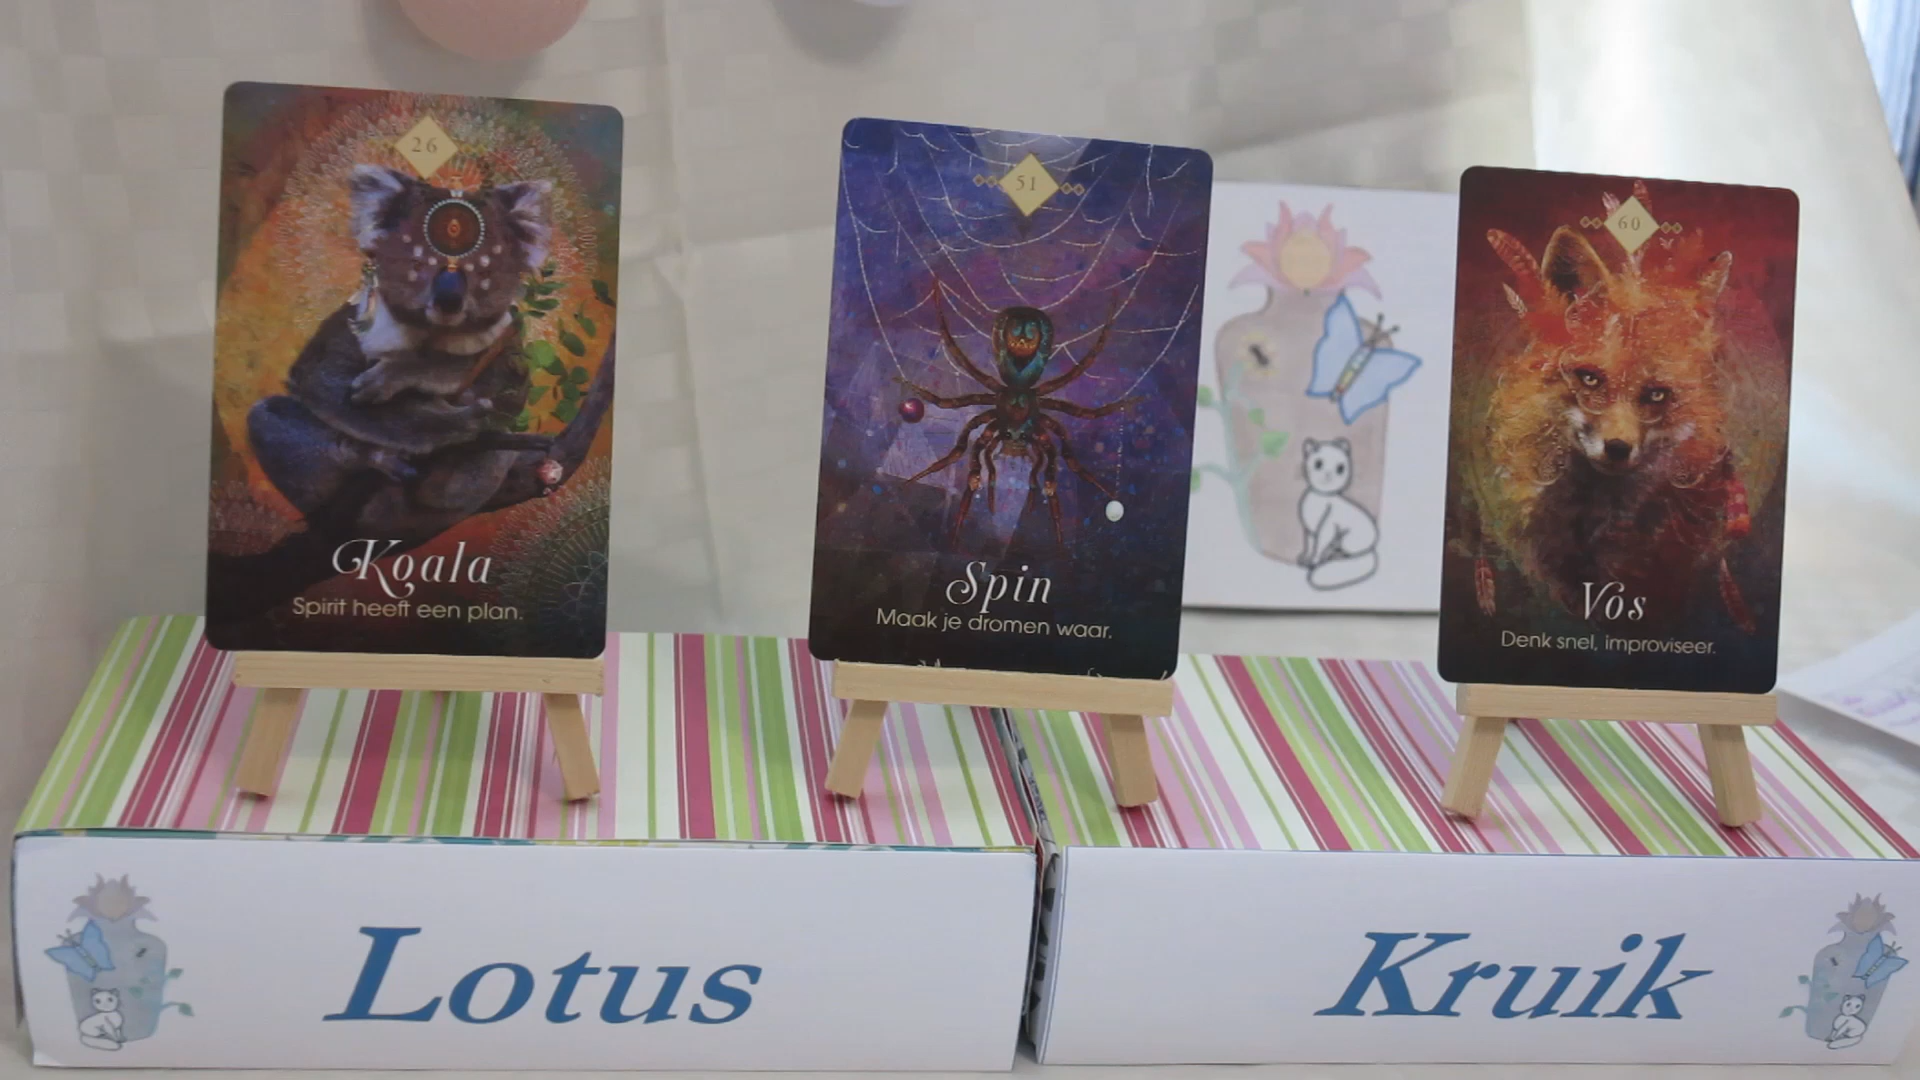 26
Koala
Spirit heeft een plan.
51
Spin
Maak je dromen waar.
60
Vos
Denk snel, improviseer.
Lotus
Kruik